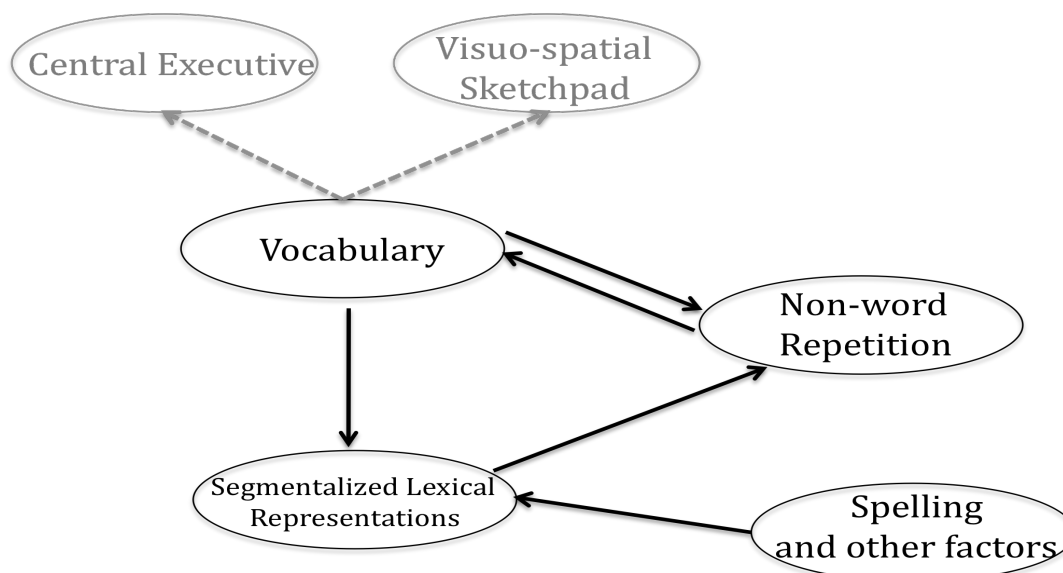 Central Executive
Visuo-spatial
Sketchpad
Vocabulary
Non-word
Repetition
Segmentalized Lexical
Representations
Spelling
and other factors